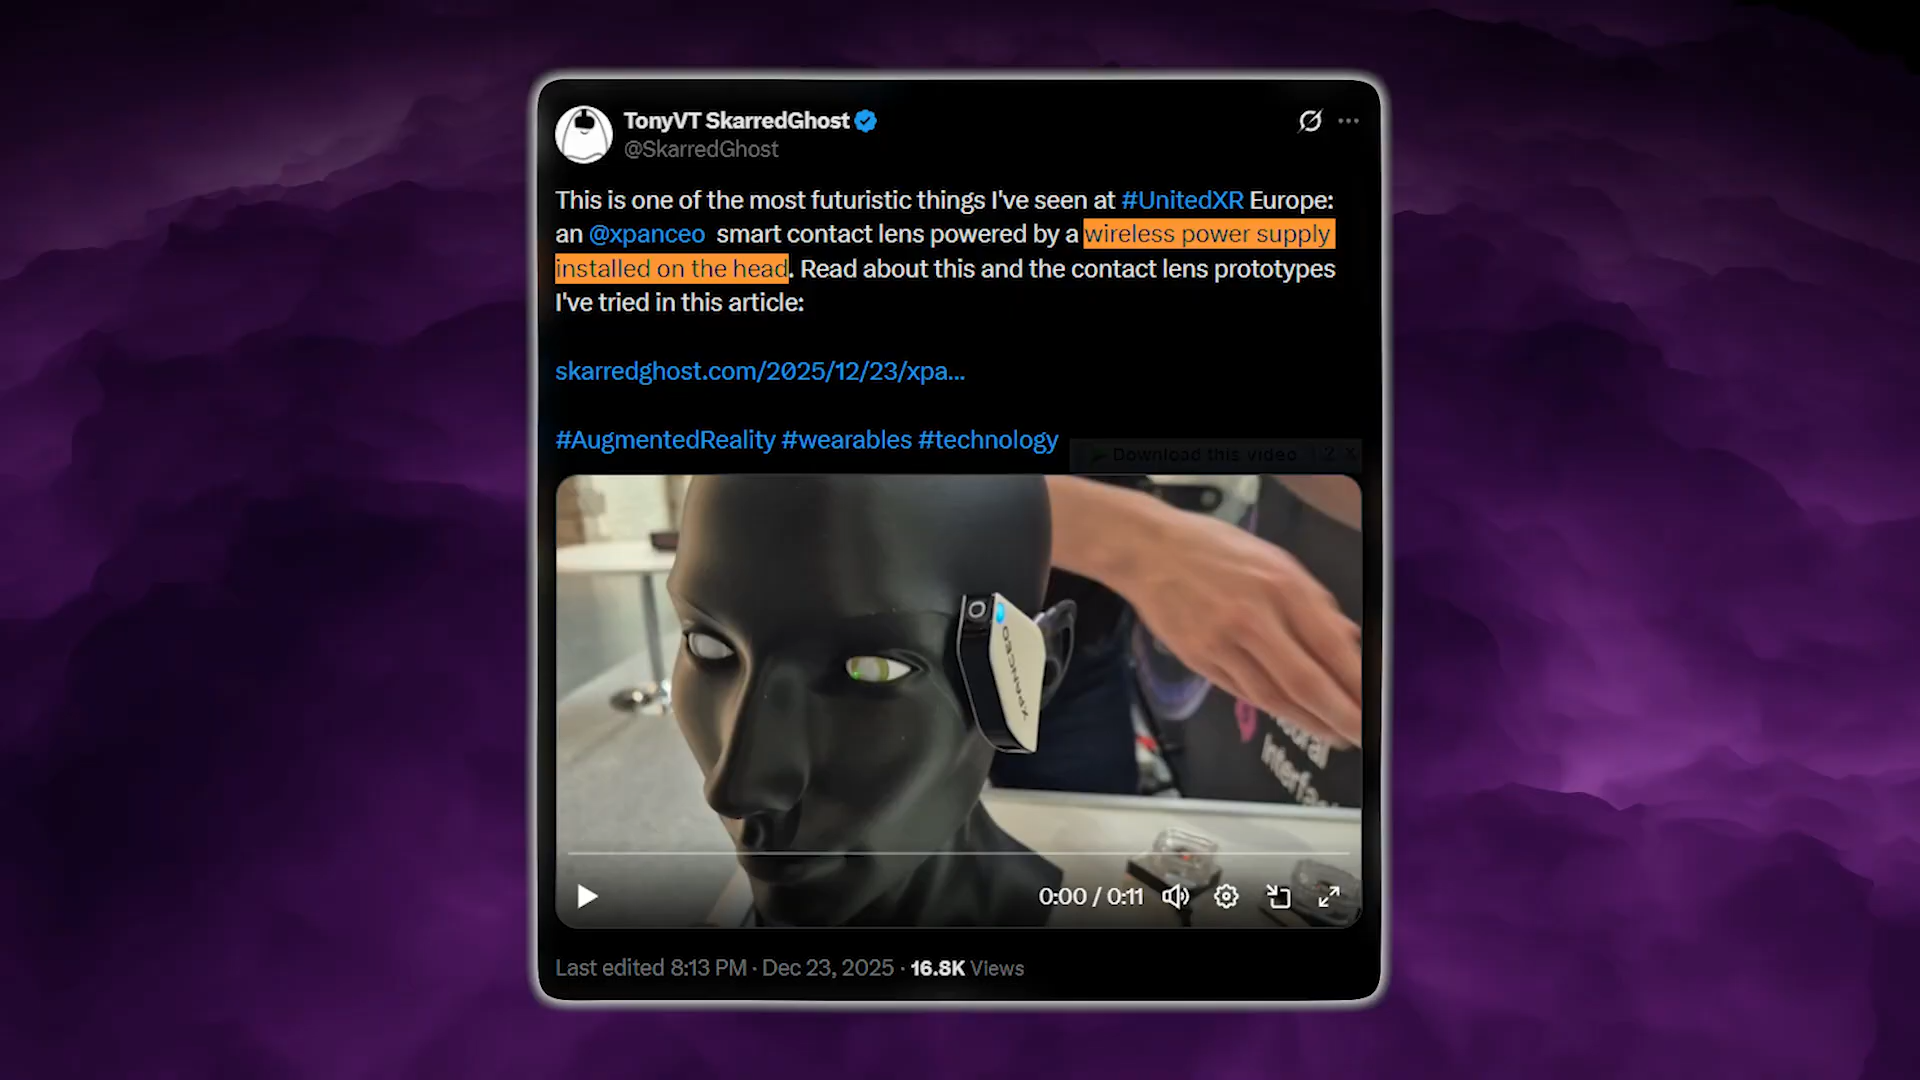 TonyVT SkarredGhost
@SkarredGhost
This is one of the most futuristic things I've seen at #UnitedXR Europe:
an @xpanceo smart contact lens powered by a wireless power supply
installed on the head. Read about this and the contact lens prototypes
I've tried in this article:
skarredghost.com/2025/12/23/xpa...
#AugmentedReality #wearables #technology
Download this video ? X
XPANCEO
0:00 / 0:11
Last edited 8:13 PM · Dec 23, 2025 · 16.8K Views